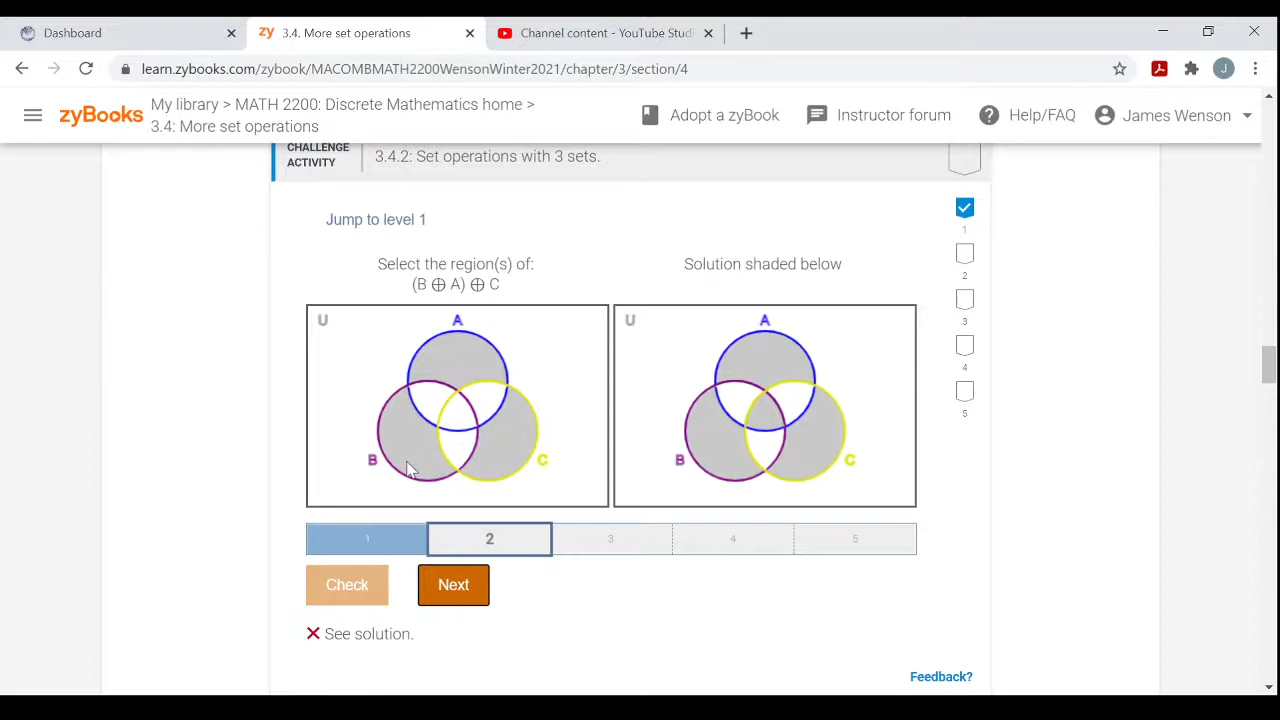 Dashboard
zy 3.4. More set operations
Channel content - YouTube Studi
learn.zybooks.com/zybook/MACOMBMATH2200WensonWinter2021/chapter/3/section/4
J
zyBooks
My library > MATH 2200: Discrete Mathematics home >
3.4: More set operations
Adopt a zyBook
Instructor forum
Help/FAQ
James Wenson
CHALLENGE
ACTIVITY
3.4.2: Set operations with 3 sets.
Jump to level 1
1
2
3
4
5
Select the region(s) of:
(B ⊕ A) ⊕ C
Solution shaded below
U
A
B
C
U
A
B
C
1 2 3 4 5
Check
Next
See solution.
Feedback?